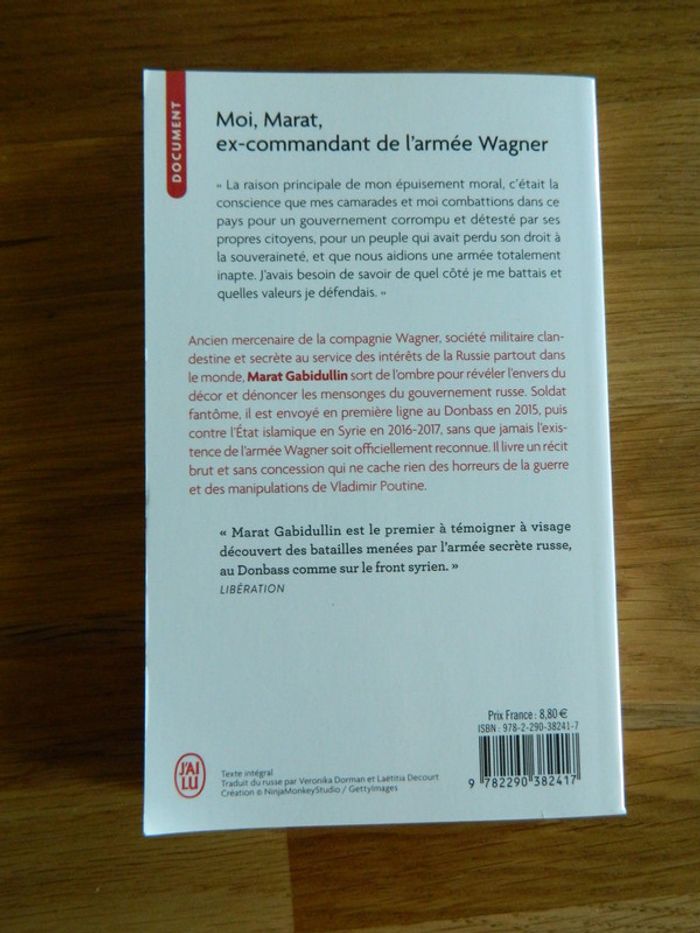 DOCUMENT
Moi, Marat,
ex-commandant de l'armée Wagner
« La raison principale de mon épuisement moral, c'était la
conscience que mes camarades et moi combattions dans ce
pays pour un gouvernement corrompu et détesté par ses
propres citoyens, pour un peuple qui avait perdu son droit à
la souveraineté, et que nous aidions une armée totalement
inapte. J'avais besoin de savoir de quel côté je me battais et
quelles valeurs je défendais. »
Ancien mercenaire de la compagnie Wagner, société militaire clan-
destine et secrète au service des intérêts de la Russie partout dans
le monde, Marat Gabidullin sort de l'ombre pour révéler l'envers du
décor et dénoncer les mensonges du gouvernement russe. Soldat
fantôme, il est envoyé en première ligne au Donbass en 2015, puis
contre l'État islamique en Syrie en 2016-2017, sans que jamais l'exis-
tence de l'armée Wagner soit officiellement reconnue. Il livre un récit
brut et sans concession qui ne cache rien des horreurs de la guerre
et des manipulations de Vladimir Poutine.
« Marat Gabidullin est le premier à témoigner à visage
découvert des batailles menées par l'armée secrète russe,
au Donbass comme sur le front syrien. »
LIBÉRATION
Prix France : 8,80 €
ISBN : 978-2-290-38241-7
9 782290 382417
J'AI
LU
Texte intégral
Traduit du russe par Veronika Dorman et Laëtitia Decourt
Création © NinjaMonkeyStudio / GettyImages